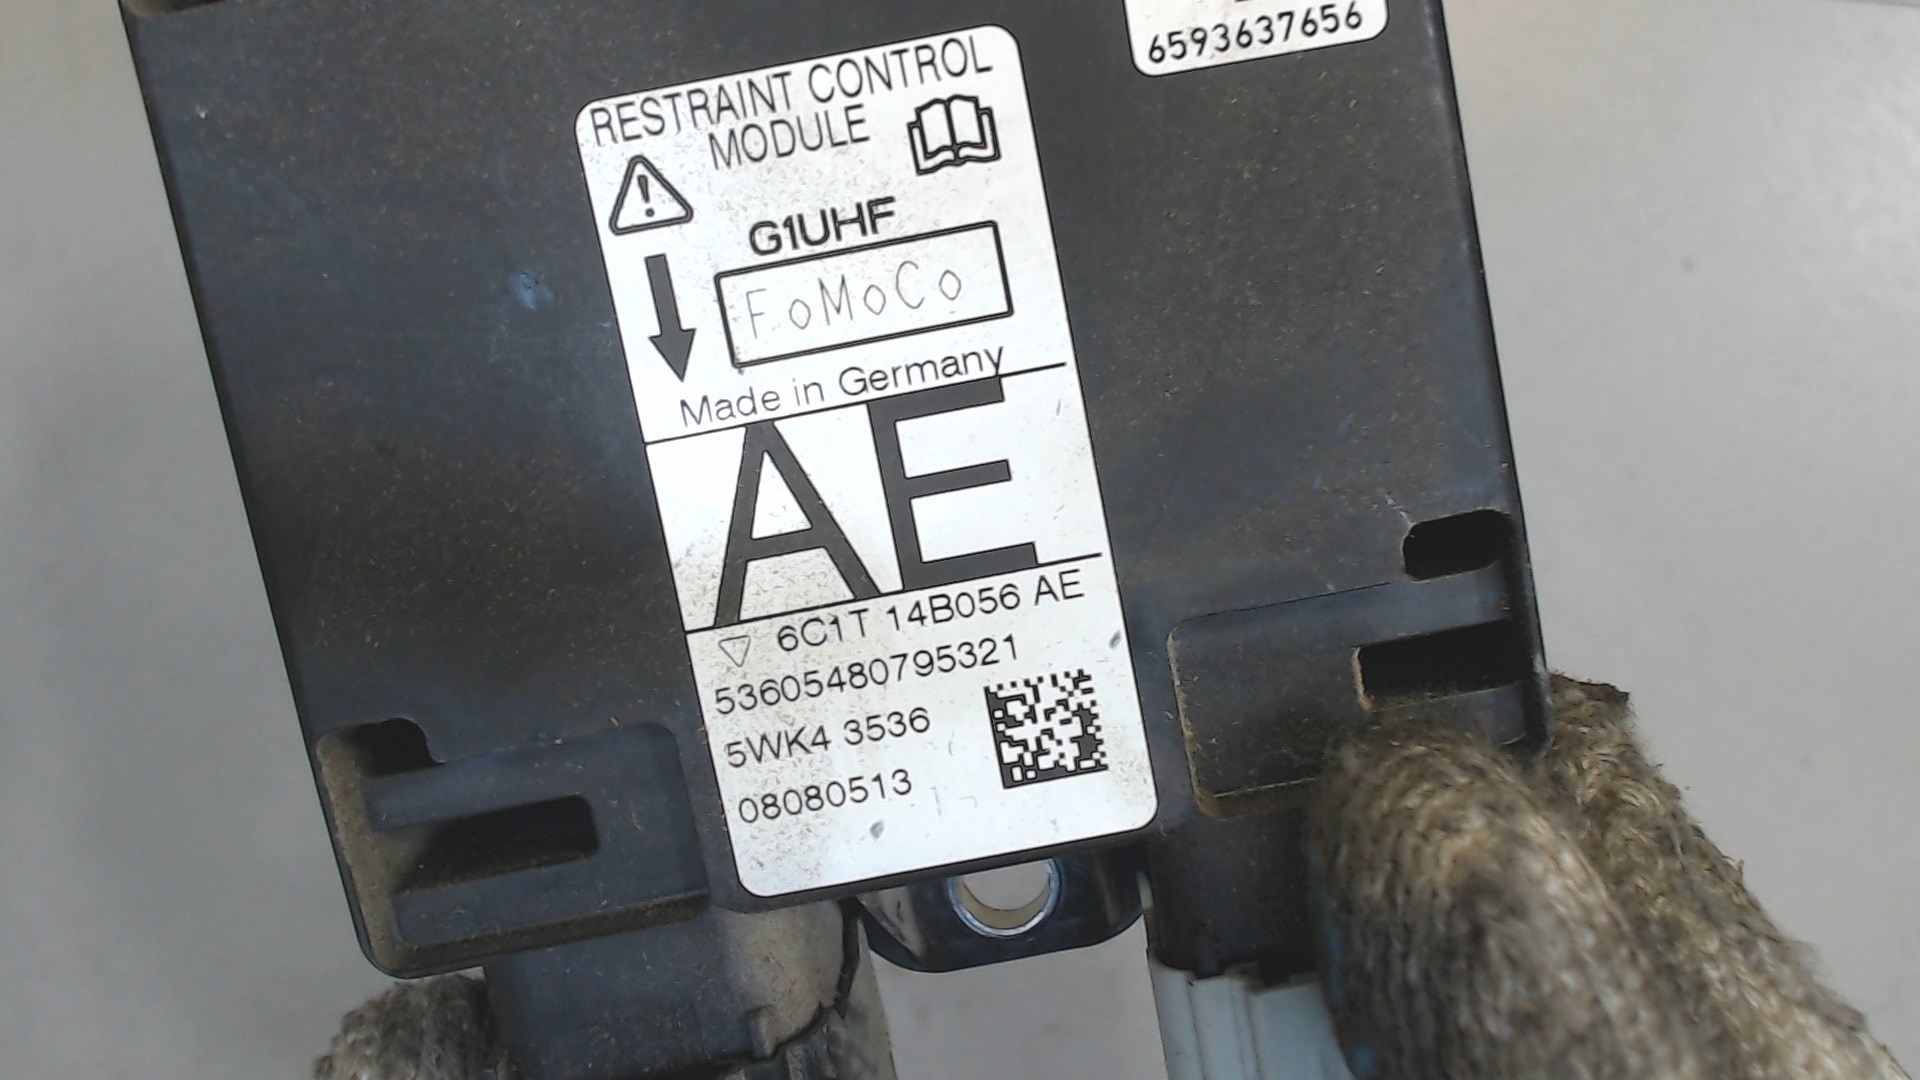 6593637656
RESTRAINT CONTROL
MODULE
G1UHF
FoMoCo
Made in Germany
AE
6C1T 14B056 AE
53605480795321
5WK4 3536
08080513